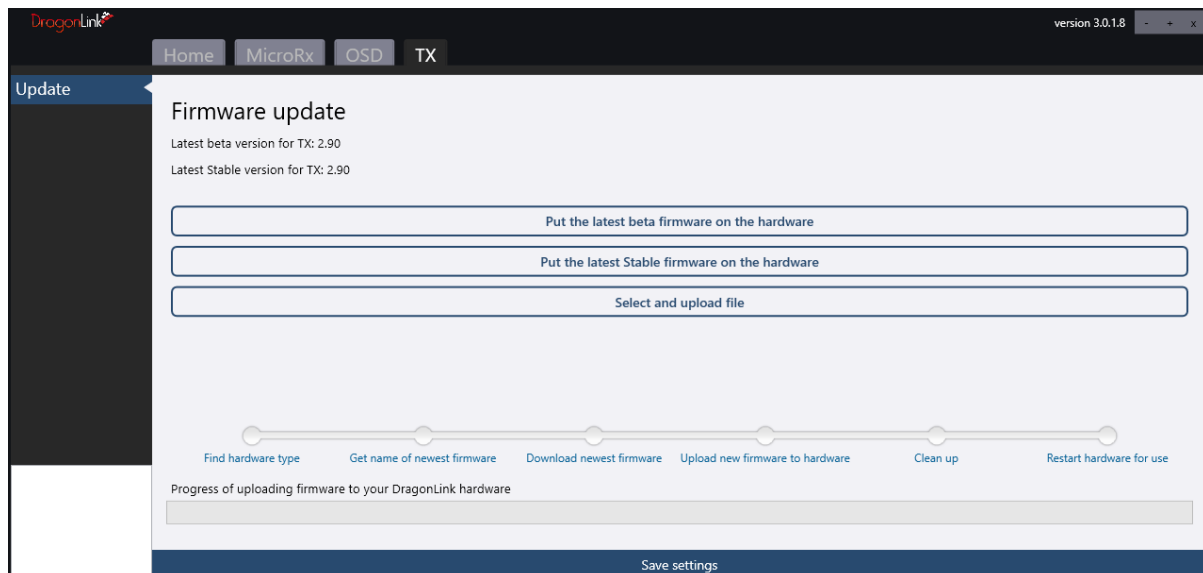 DragonLink
version 3.0.1.8 - + x
Home MicroRx OSD TX
Update
Firmware update
Latest beta version for TX: 2.90
Latest Stable version for TX: 2.90
Put the latest beta firmware on the hardware
Put the latest Stable firmware on the hardware
Select and upload file
Find hardware type Get name of newest firmware Download newest firmware Upload new firmware to hardware Clean up Restart hardware for use
Progress of uploading firmware to your DragonLink hardware
Save settings